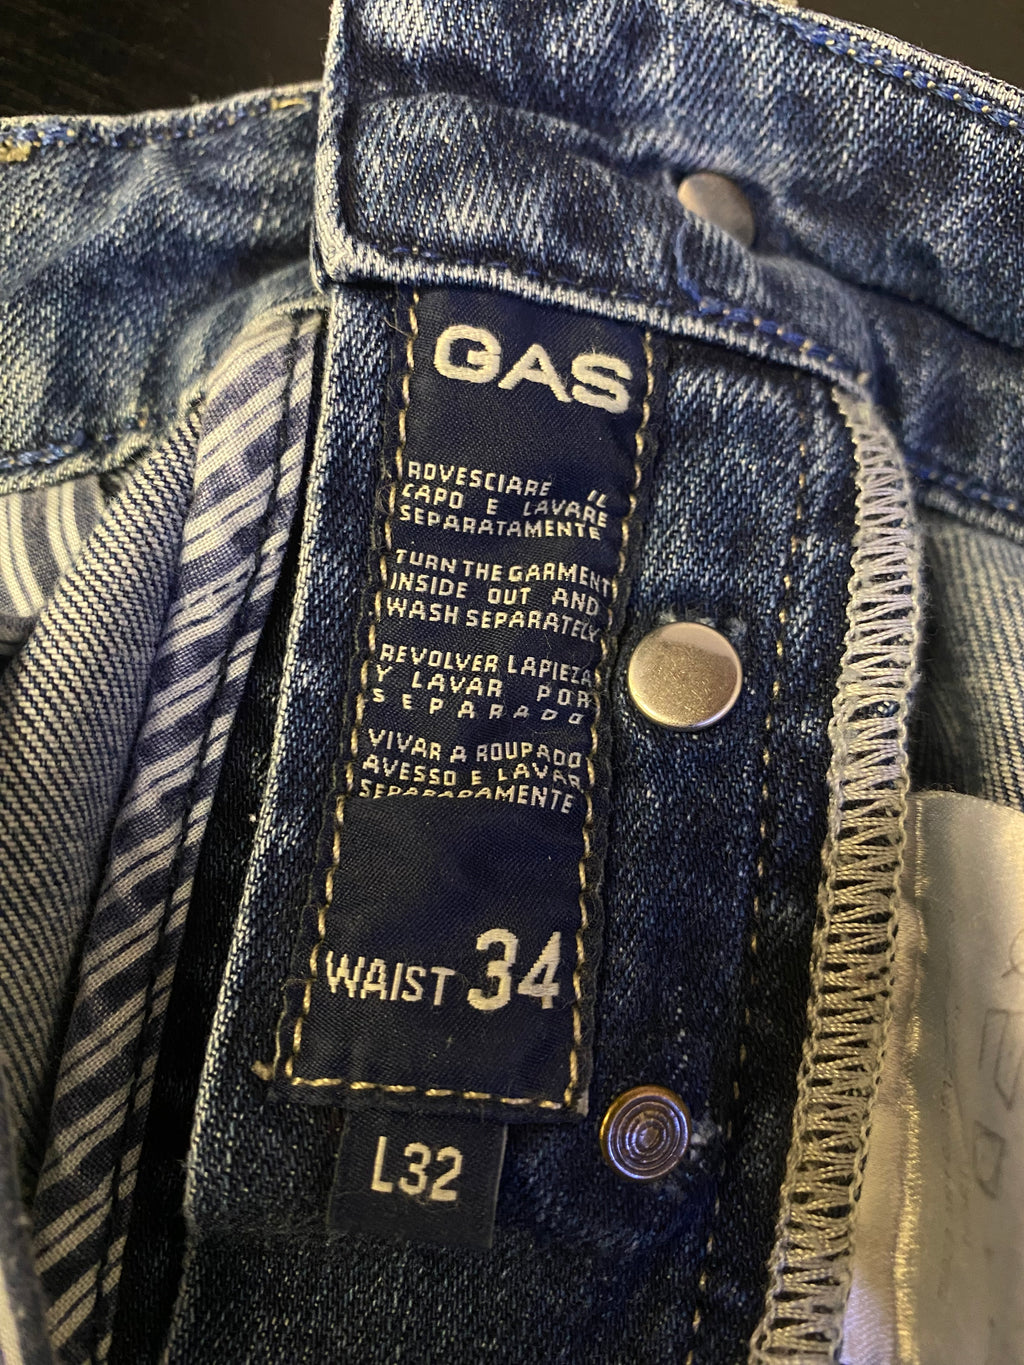 GAS
ROVESCIARE IL
CAPO E LAVARE
SEPARATAMENTE
TURN THE GARMENT
INSIDE OUT AND
WASH SEPARATELY
REVOLVER LAPIEZA
Y LAVAR POR
SEPARADO
VIVAR A ROUPADO
AVESSO E LAVAR
SEPARARAMENTE
WAIST 34
L32